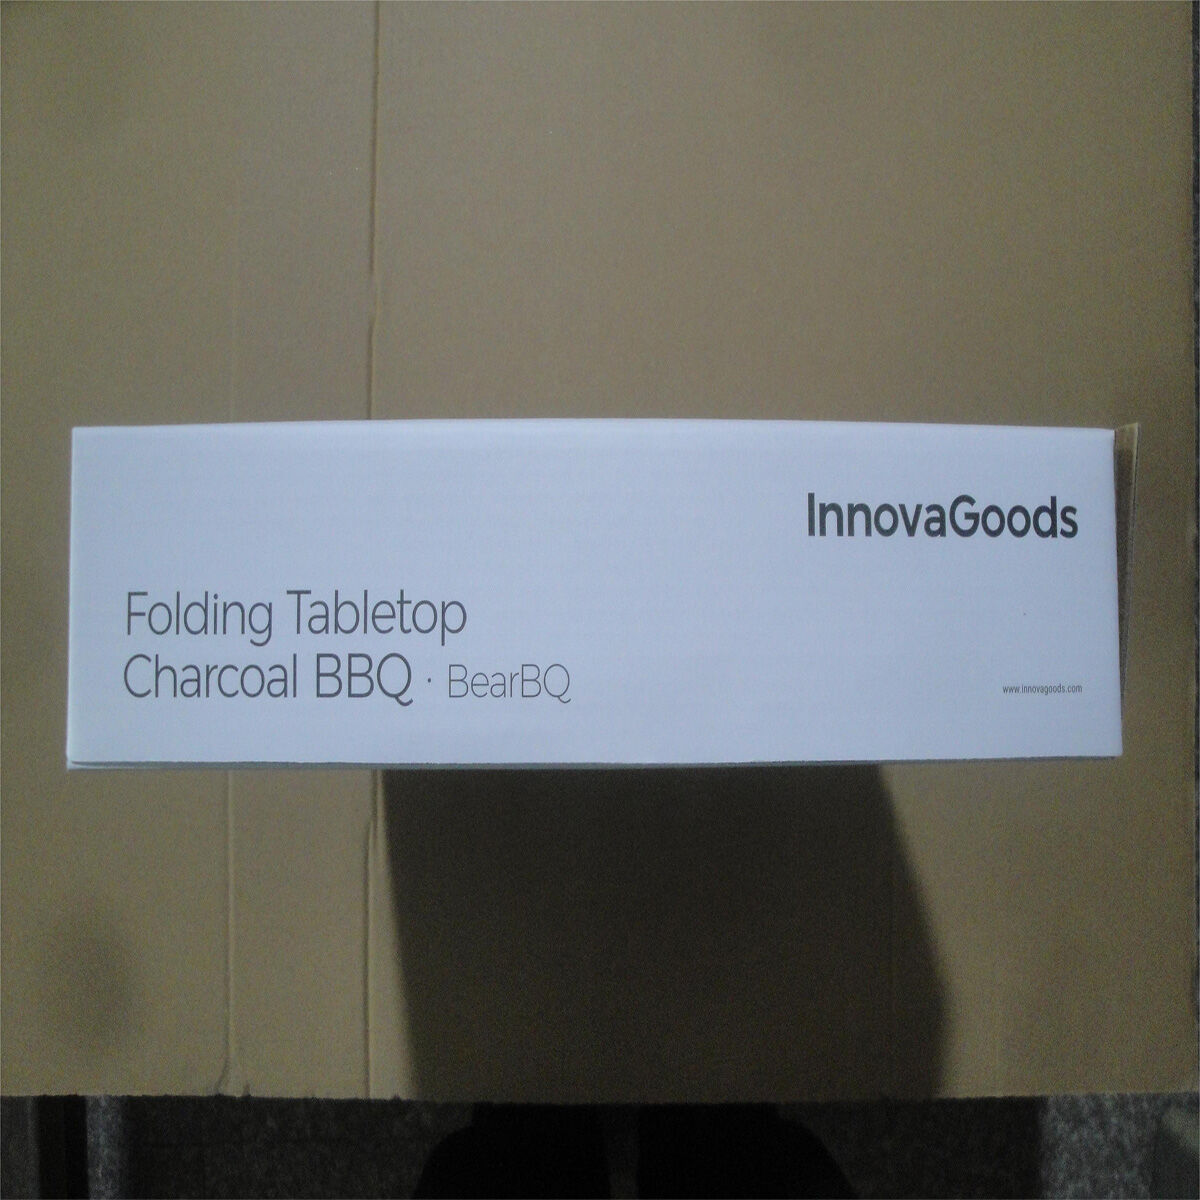 InnovaGoods
Folding Tabletop
Charcoal BBQ · BearBQ
www.innovagoods.com